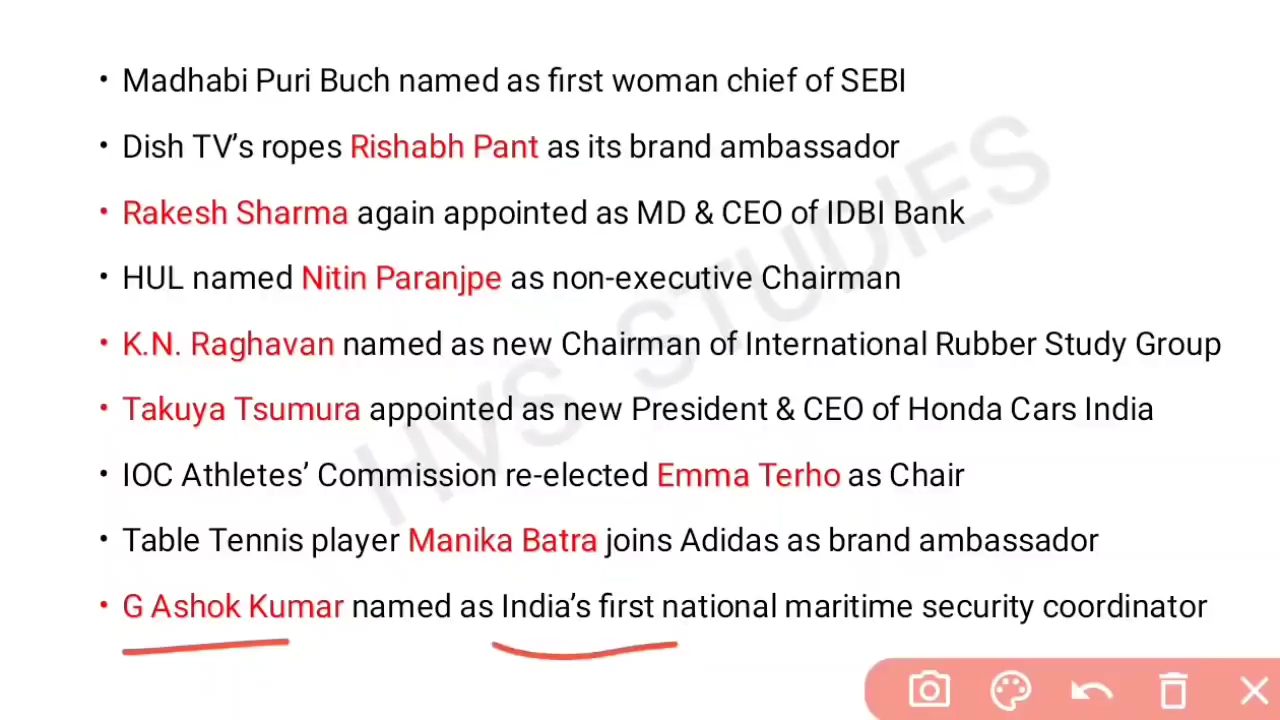 • Madhabi Puri Buch named as first woman chief of SEBI
• Dish TV’s ropes Rishabh Pant as its brand ambassador
• Rakesh Sharma again appointed as MD & CEO of IDBI Bank
• HUL named Nitin Paranjpe as non-executive Chairman
• K.N. Raghavan named as new Chairman of International Rubber Study Group
• Takuya Tsumura appointed as new President & CEO of Honda Cars India
• IOC Athletes’ Commission re-elected Emma Terho as Chair
• Table Tennis player Manika Batra joins Adidas as brand ambassador
• G Ashok Kumar named as India’s first national maritime security coordinator
HVS STUDIES